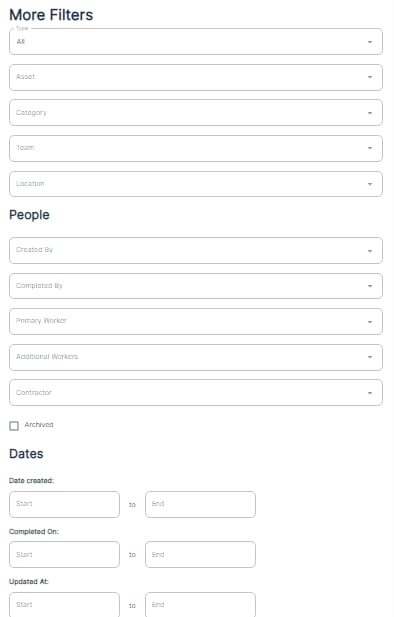 More Filters
Type
All
Asset
Category
Team
Location
People
Created By
Completed By
Primary Worker
Additional Workers
Contractor
Archived
Dates
Date created:
Start to End
Completed On:
Start to End
Updated At:
Start to End